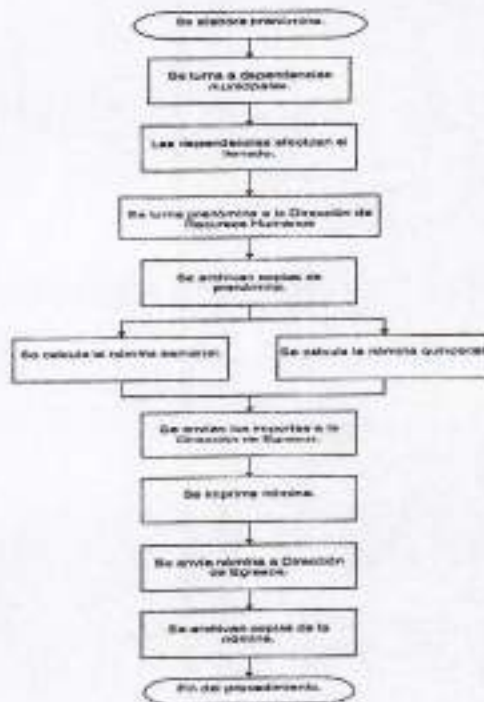 Se elabora prenómina.
Se turna a dependencias
municipales.
Las dependencias efectúan el
llenado.
Se turna prenómina a la Dirección de
Recursos Humanos
Se archivan copias de
prenómina.
Se calcula la nómina semanal.
Se calcula la nómina quincenal
Se envían los importes a la
Dirección de Egresos.
Se imprime nómina.
Se envía nómina a Dirección
de Egresos.
Se archivan copias de la
nómina.
Fin del procedimiento.